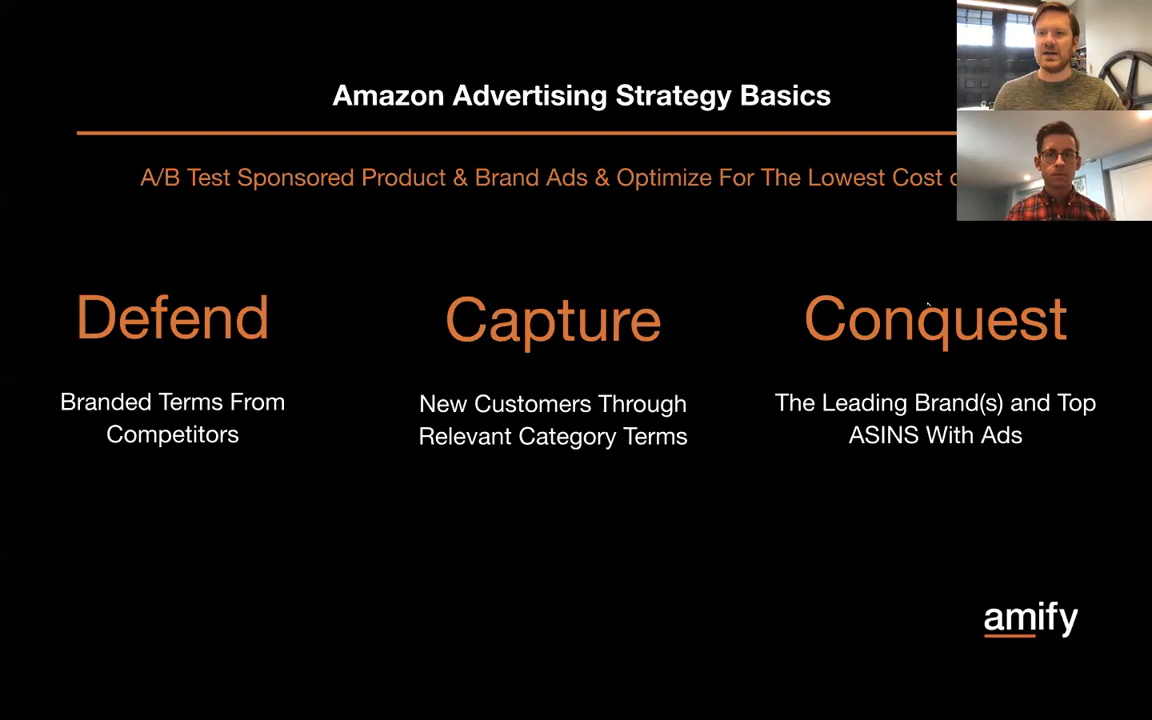 Amazon Advertising Strategy Basics
A/B Test Sponsored Product & Brand Ads & Optimize For The Lowest Cost
Defend
Capture
Conquest
Branded Terms From
Competitors
New Customers Through
Relevant Category Terms
The Leading Brand(s) and Top
ASINS With Ads
amify